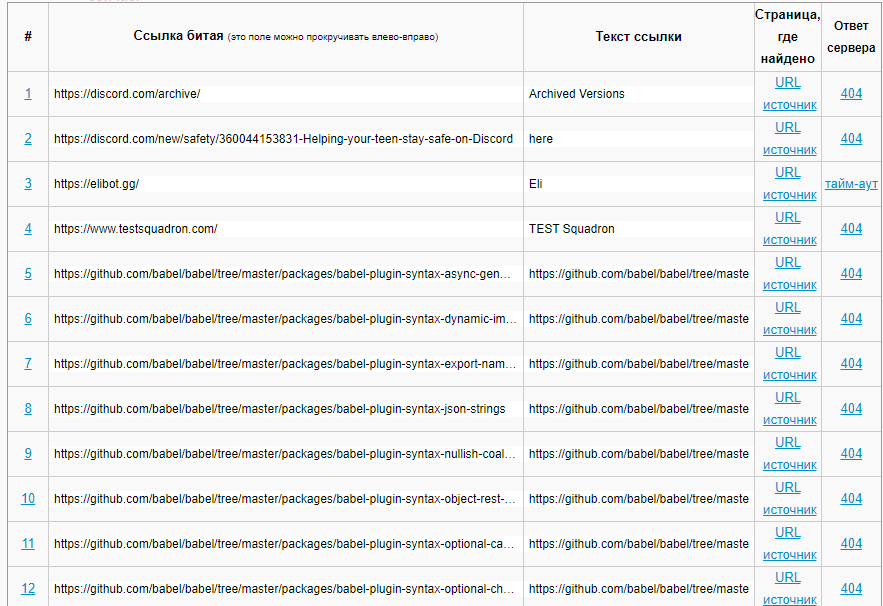 #
Ссылка битая (это поле можно прокручивать влево-вправо)
Текст ссылки
Страница,
где
найдено
Ответ
сервера
1
https://discord.com/archive/
Archived Versions
URL
источник
404
2
https://discord.com/new/safety/360044153831-Helping-your-teen-stay-safe-on-Discord
here
URL
источник
404
3
https://elibot.gg/
Eli
URL
источник
тайм-аут
4
https://www.testsquadron.com/
TEST Squadron
URL
источник
404
5
https://github.com/babel/babel/tree/master/packages/babel-plugin-syntax-async-gen...
https://github.com/babel/babel/tree/maste
URL
источник
404
6
https://github.com/babel/babel/tree/master/packages/babel-plugin-syntax-dynamic-im...
https://github.com/babel/babel/tree/maste
URL
источник
404
7
https://github.com/babel/babel/tree/master/packages/babel-plugin-syntax-export-nam...
https://github.com/babel/babel/tree/maste
URL
источник
404
8
https://github.com/babel/babel/tree/master/packages/babel-plugin-syntax-json-strings
https://github.com/babel/babel/tree/maste
URL
источник
404
9
https://github.com/babel/babel/tree/master/packages/babel-plugin-syntax-nullish-coal...
https://github.com/babel/babel/tree/maste
URL
источник
404
10
https://github.com/babel/babel/tree/master/packages/babel-plugin-syntax-object-rest-...
https://github.com/babel/babel/tree/maste
URL
источник
404
11
https://github.com/babel/babel/tree/master/packages/babel-plugin-syntax-optional-ca...
https://github.com/babel/babel/tree/maste
URL
источник
404
12
https://github.com/babel/babel/tree/master/packages/babel-plugin-syntax-optional-ch...
https://github.com/babel/babel/tree/maste
URL
источник
404